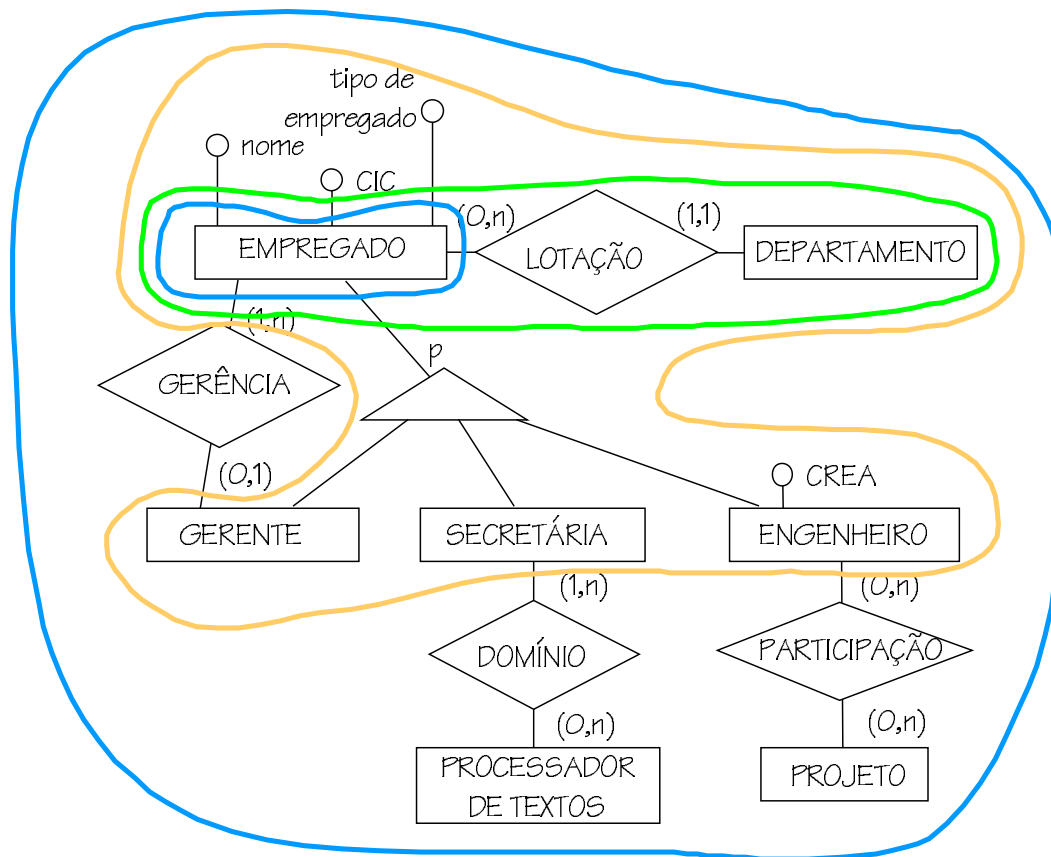 tipo de
empregado
nome
CIC
(0,n)
(1,1)
EMPREGADO
LOTAÇÃO
DEPARTAMENTO
(1,n)
p
GERÊNCIA
(0,1)
CREA
GERENTE
SECRETÁRIA
ENGENHEIRO
(1,n)
(0,n)
DOMÍNIO
PARTICIPAÇÃO
(0,n)
(0,n)
PROCESSADOR
DE TEXTOS
PROJETO